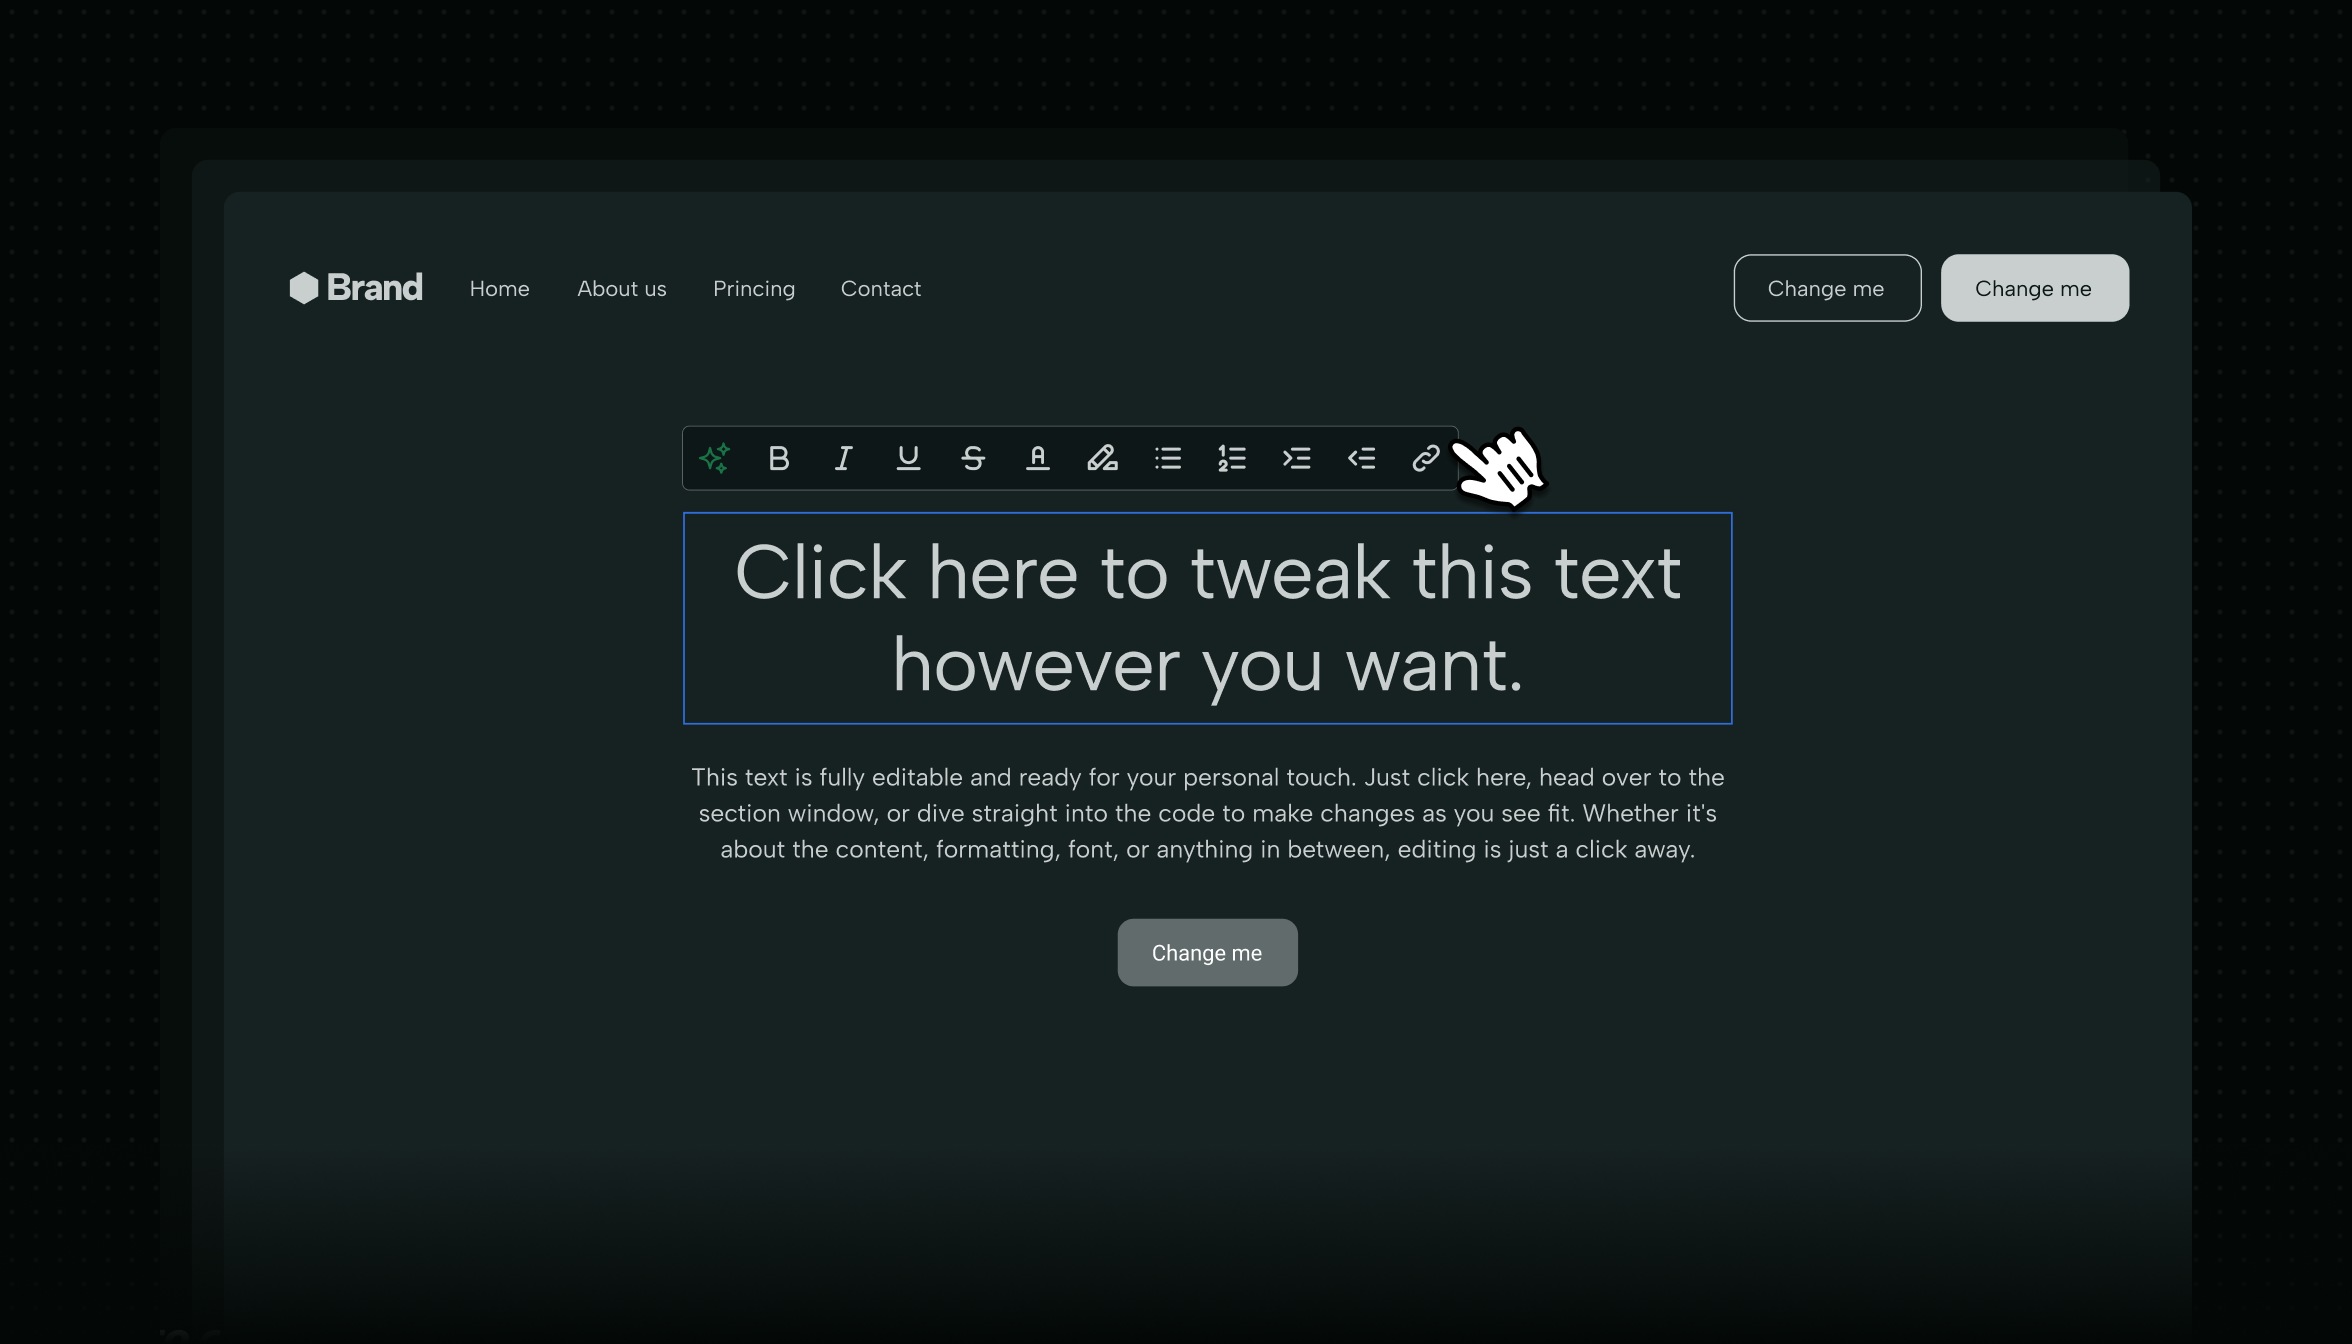 Brand
Home
About us
Princing
Contact
Change me
Change me
B I U S A
Click here to tweak this text
however you want.
This text is fully editable and ready for your personal touch. Just click here, head over to the
section window, or dive straight into the code to make changes as you see fit. Whether it's
about the content, formatting, font, or anything in between, editing is just a click away.
Change me